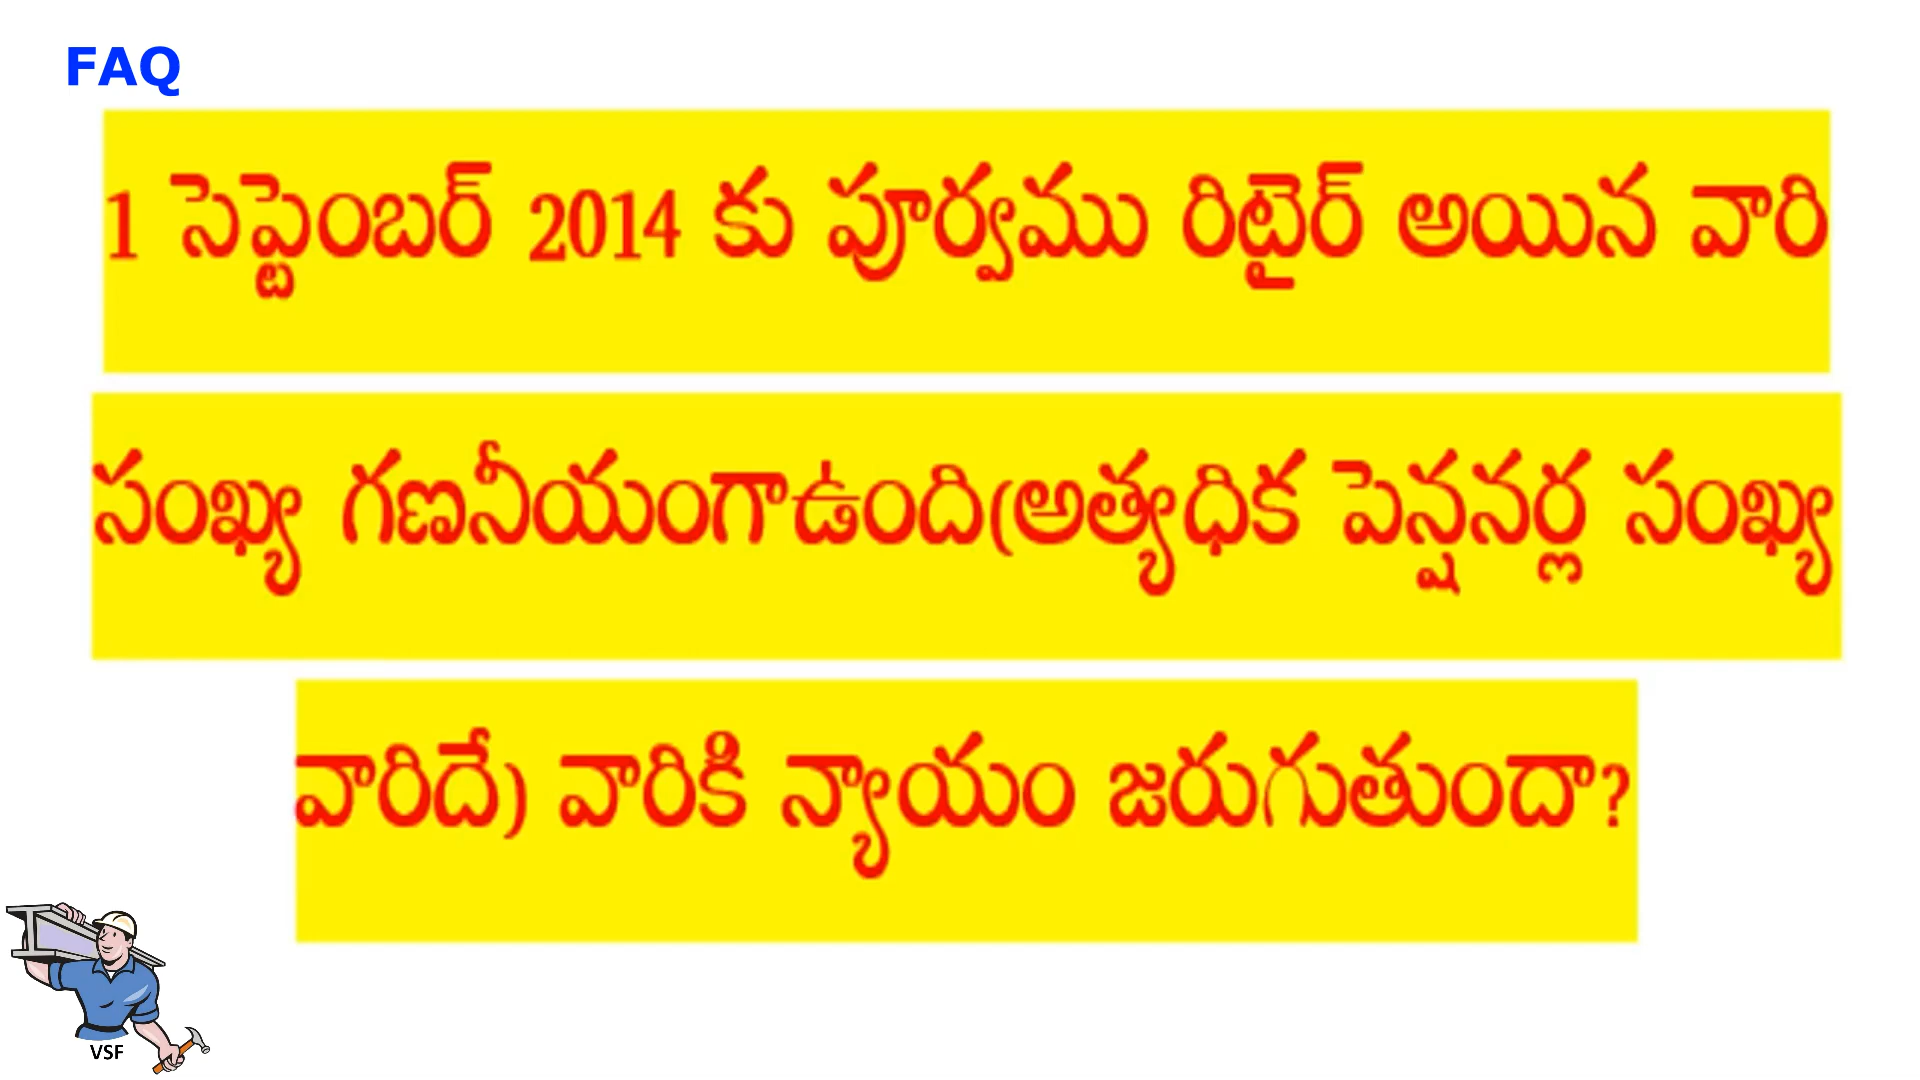 FAQ
1 సెప్టెంబర్ 2014 కు పూర్వము రిటైర్ అయిన వారి
సంఖ్య గణనీయంగాఉంది(అత్యధిక పెన్షనర్ల సంఖ్య
వారిదే) వారికి న్యాయం జరుగుతుందా?
VSF